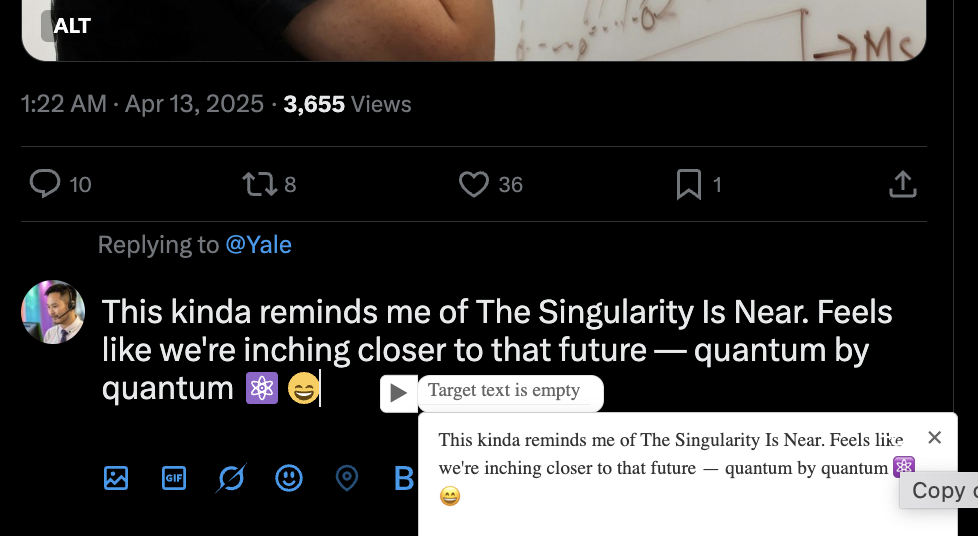 ALT
→Ms
1:22 AM · Apr 13, 2025 · 3,655 Views
10 8 36 1
Replying to @Yale
This kinda reminds me of The Singularity Is Near. Feels
like we're inching closer to that future — quantum by
quantum ⚛️ 😄
Target text is empty
This kinda reminds me of The Singularity Is Near. Feels like
we're inching closer to that future — quantum by quantum ⚛️
😄
Copy
GIF
B